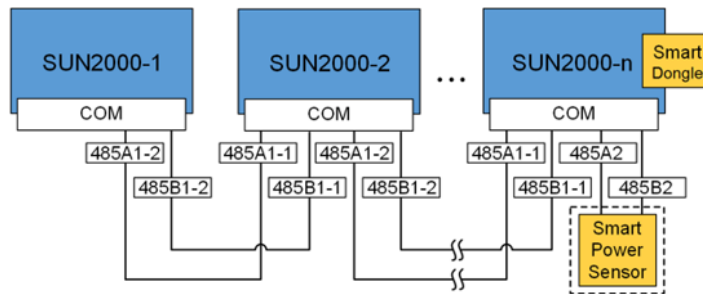 SUN2000-1
SUN2000-2
...
SUN2000-n
Smart
Dongle
COM
COM
COM
485A1-2
485A1-1
485A1-2
485A1-1
485A2
485B1-2
485B1-1
485B1-2
485B1-1
485B2
Smart
Power
Sensor